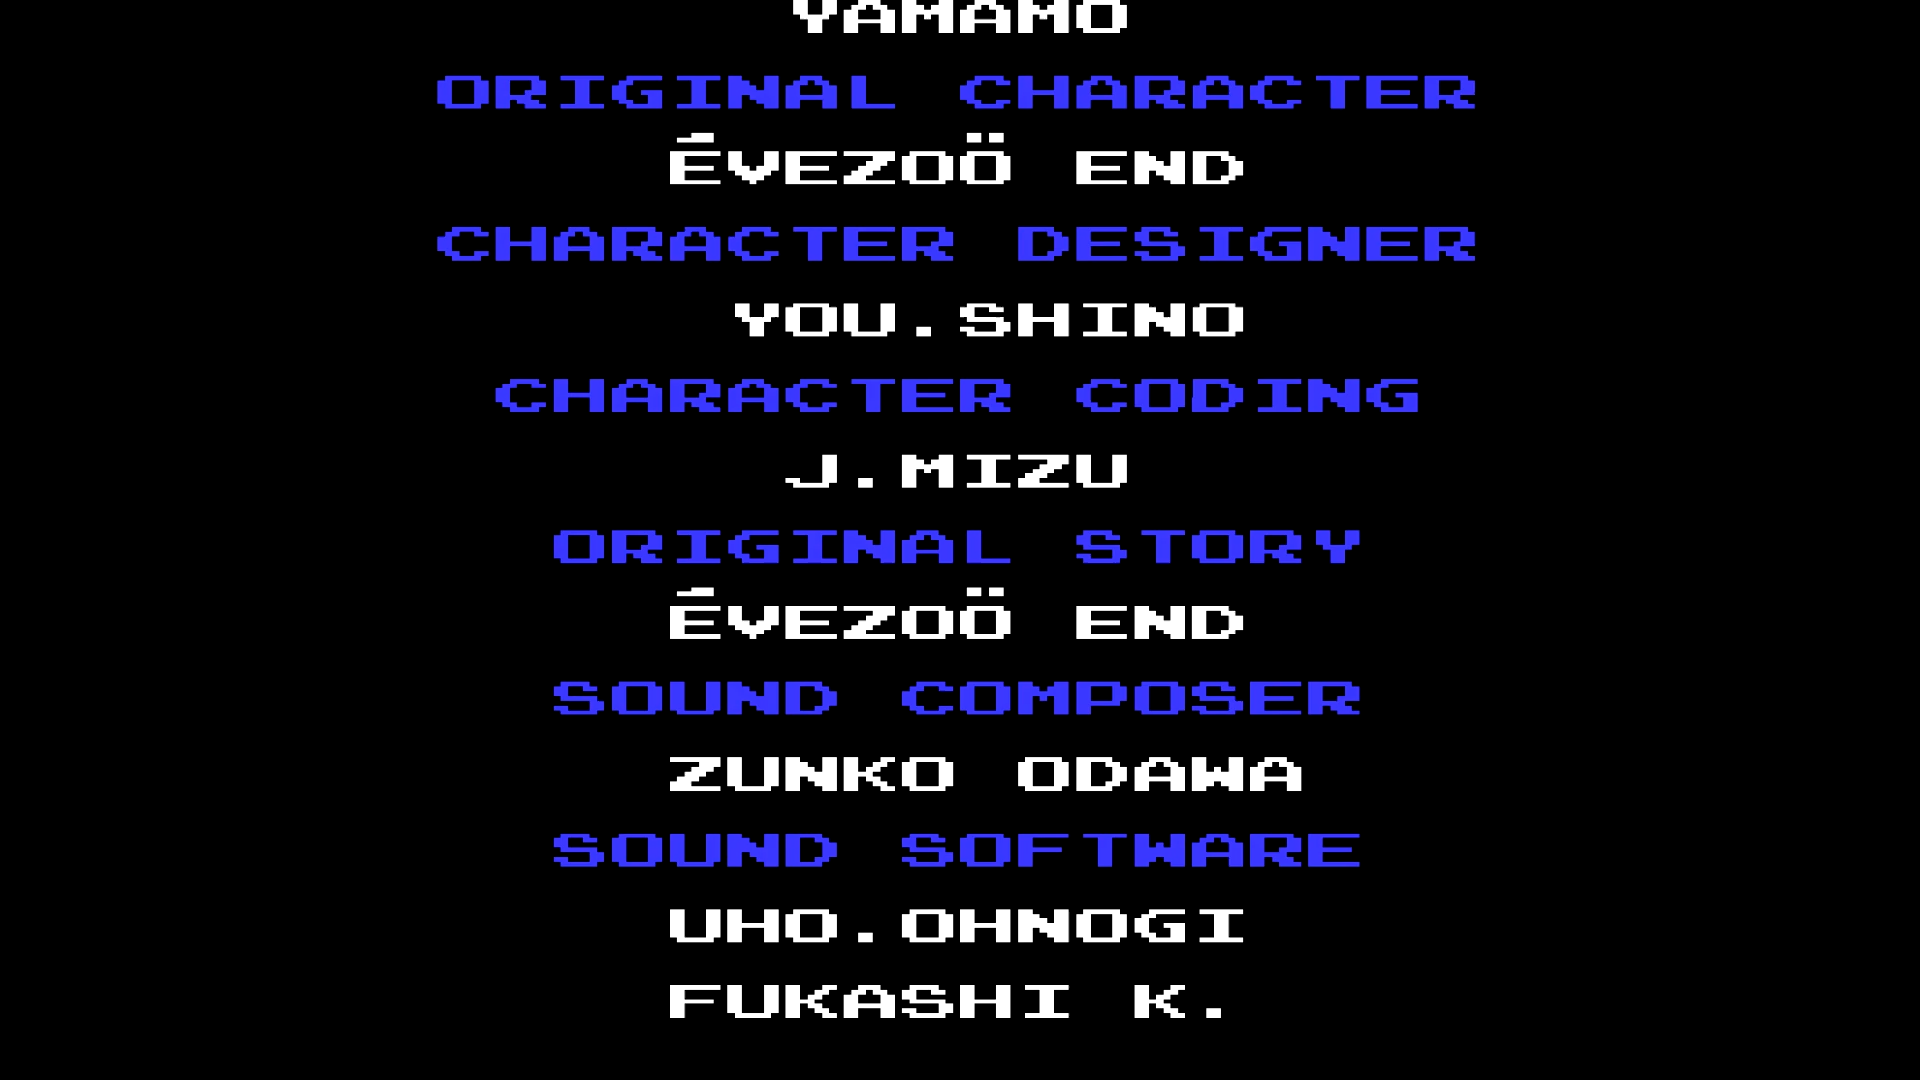 YAMAMO
ORIGINAL CHARACTER
ÉVEZOÖ END
CHARACTER DESIGNER
YOU.SHINO
CHARACTER CODING
J.MIZU
ORIGINAL STORY
ÉVEZOÖ END
SOUND COMPOSER
ZUNKO ODAWA
SOUND SOFTWARE
UHO.OHNOGI
FUKASHI K.